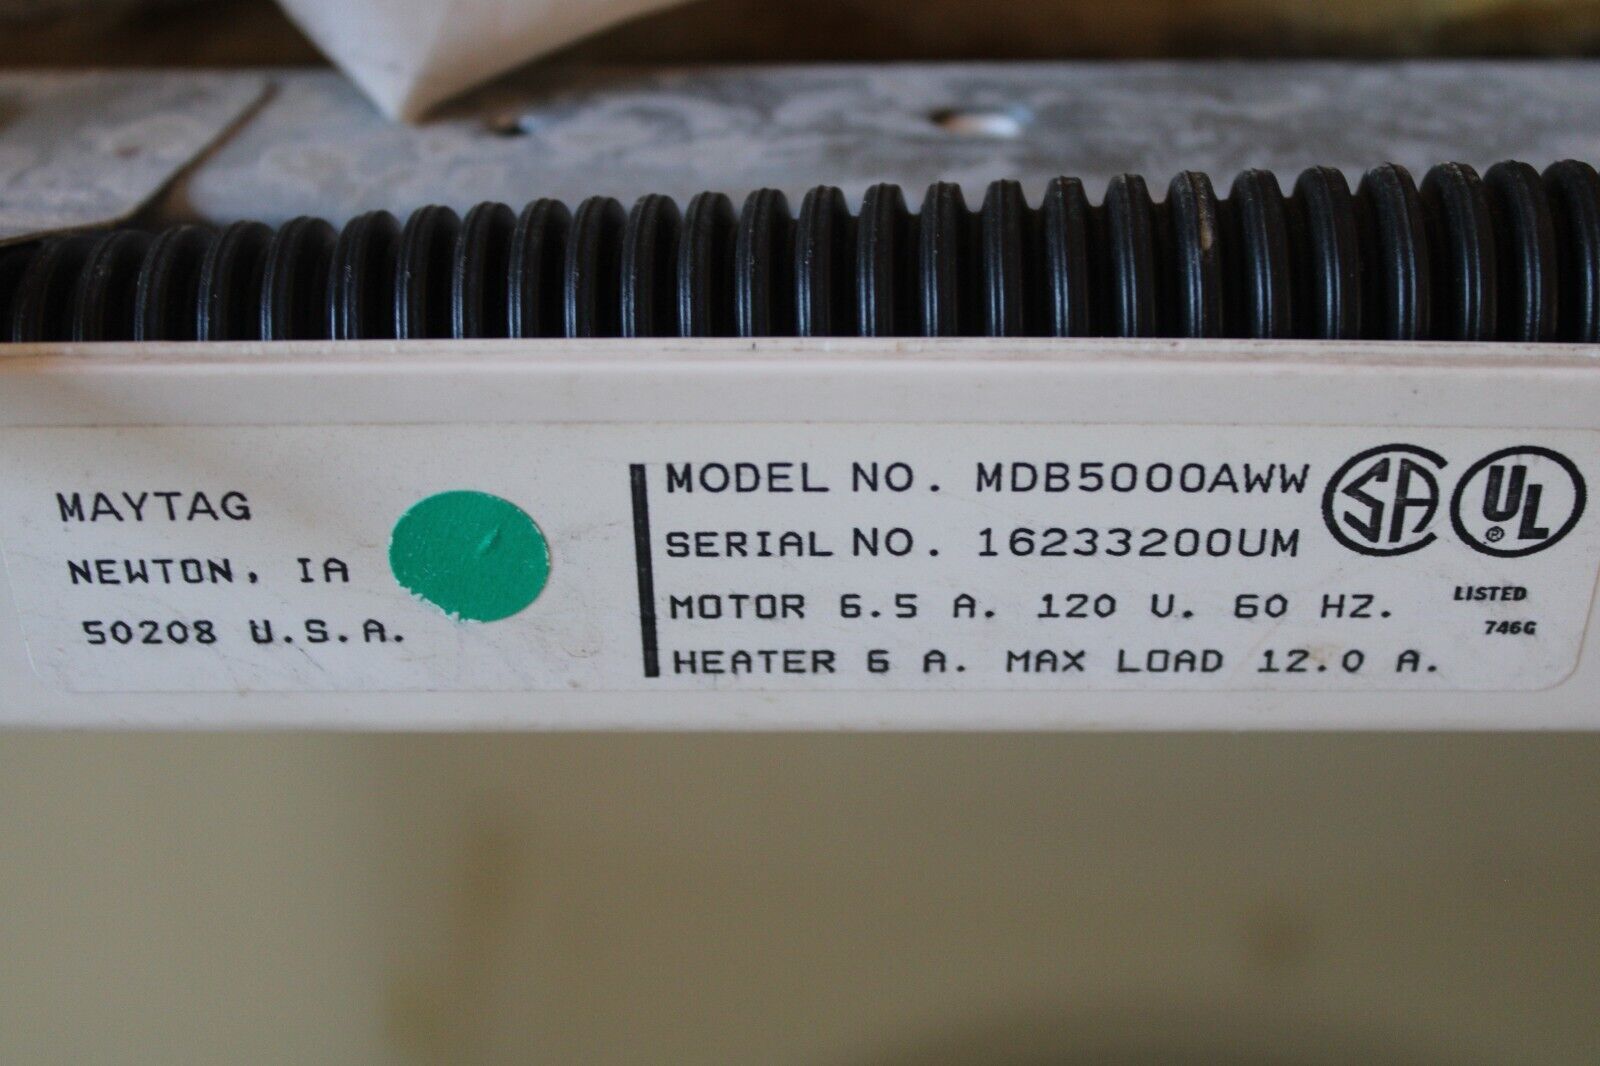 MAYTAG
NEWTON, IA
50208 U.S.A.
MODEL NO. MDB5000AWW
SERIAL NO. 16233200UM
MOTOR 6.5 A. 120 V. 60 HZ.
HEATER 6 A. MAX LOAD 12.0 A.
SA
UL
®
LISTED
746G